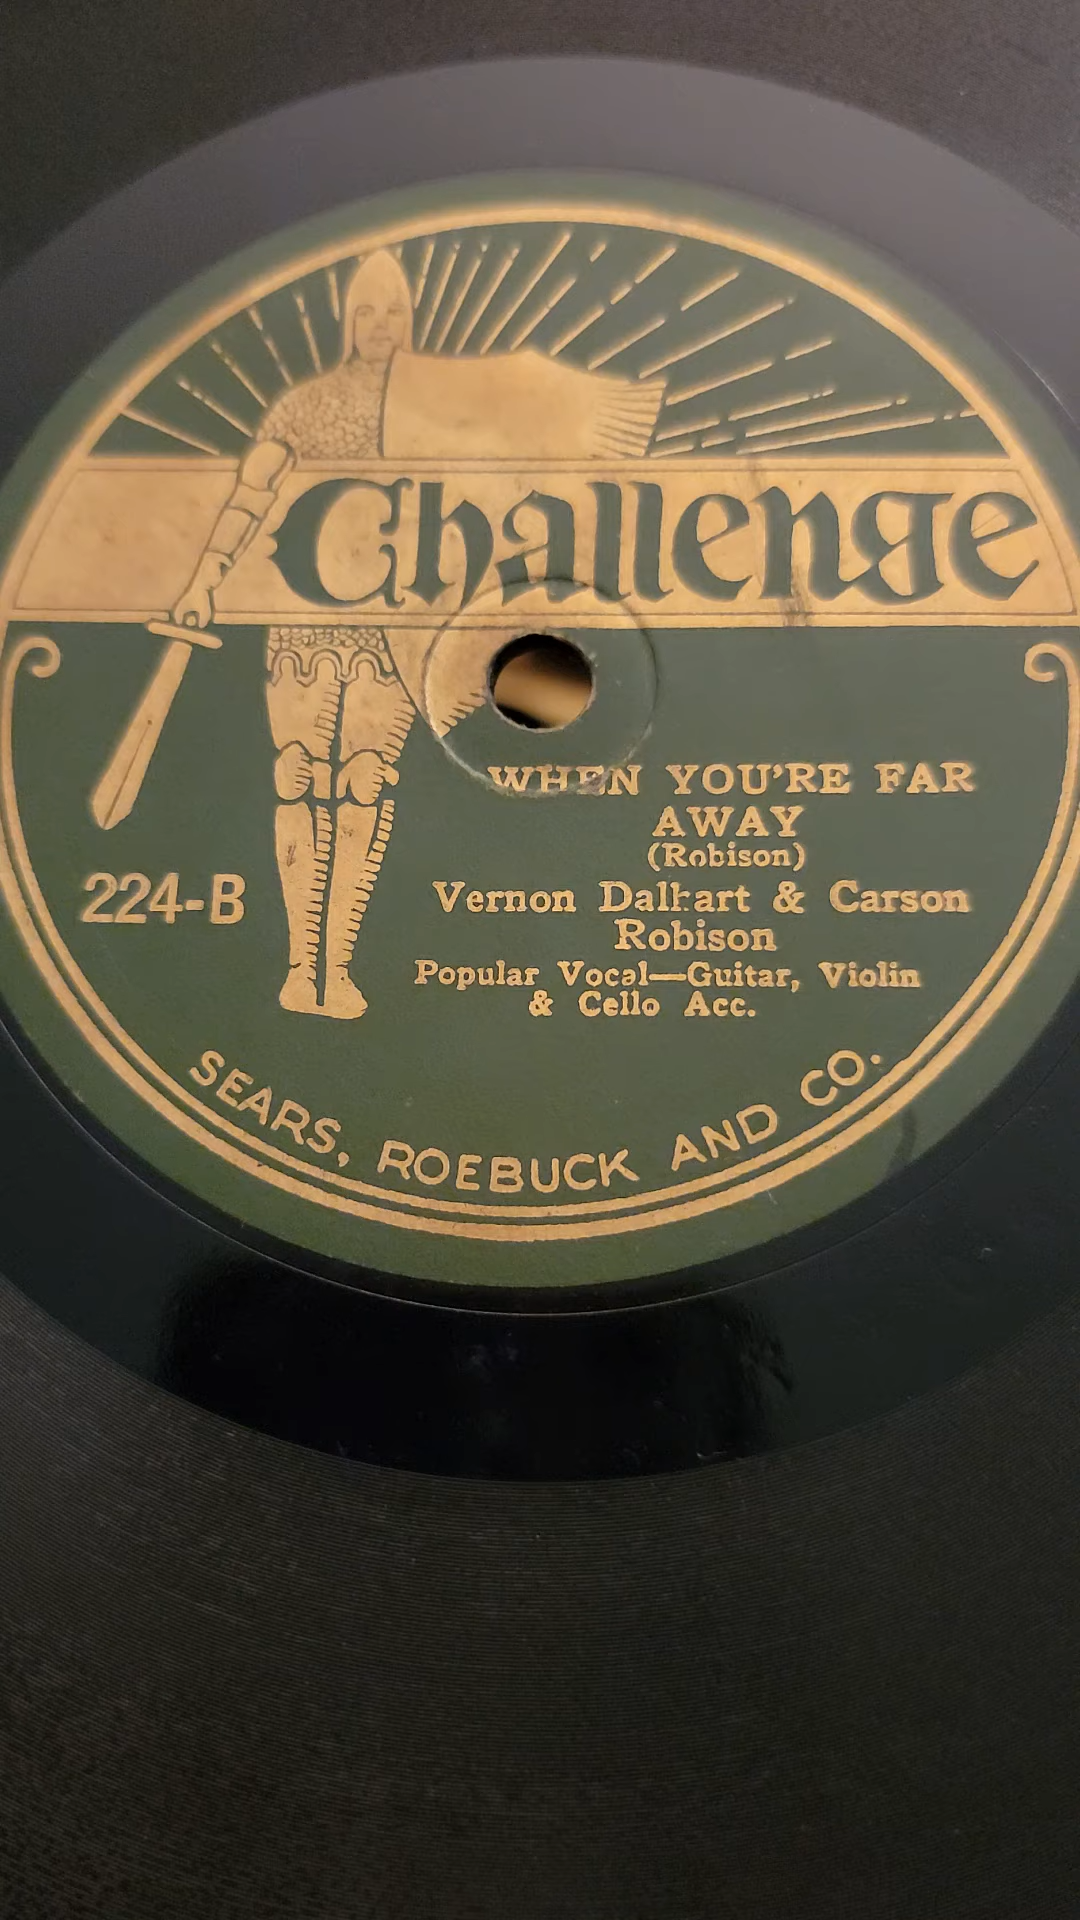 Challenge
WHEN YOU'RE FAR
AWAY
(Robison)
224-B
Vernon Dalhart & Carson
Robison
Popular Vocal—Guitar, Violin
& Cello Acc.
SEARS, ROEBUCK AND CO.